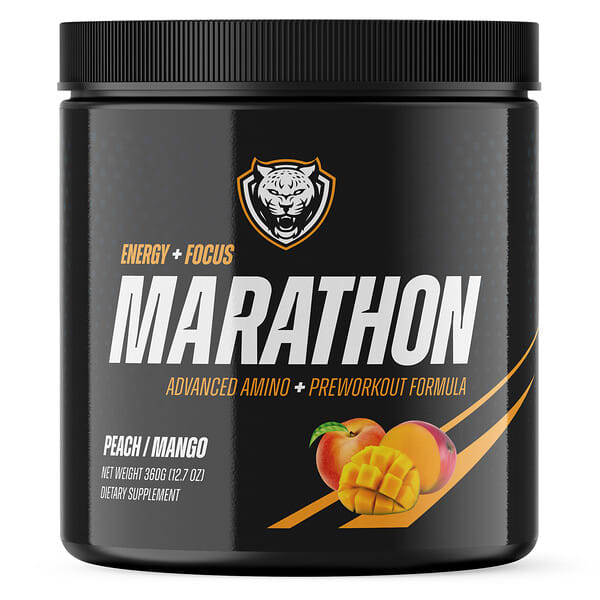 ENERGY + FOCUS
MARATHON
ADVANCED AMINO + PREWORKOUT FORMULA
PEACH / MANGO
NET WEIGHT 360G (12.7 OZ)
DIETARY SUPPLEMENT